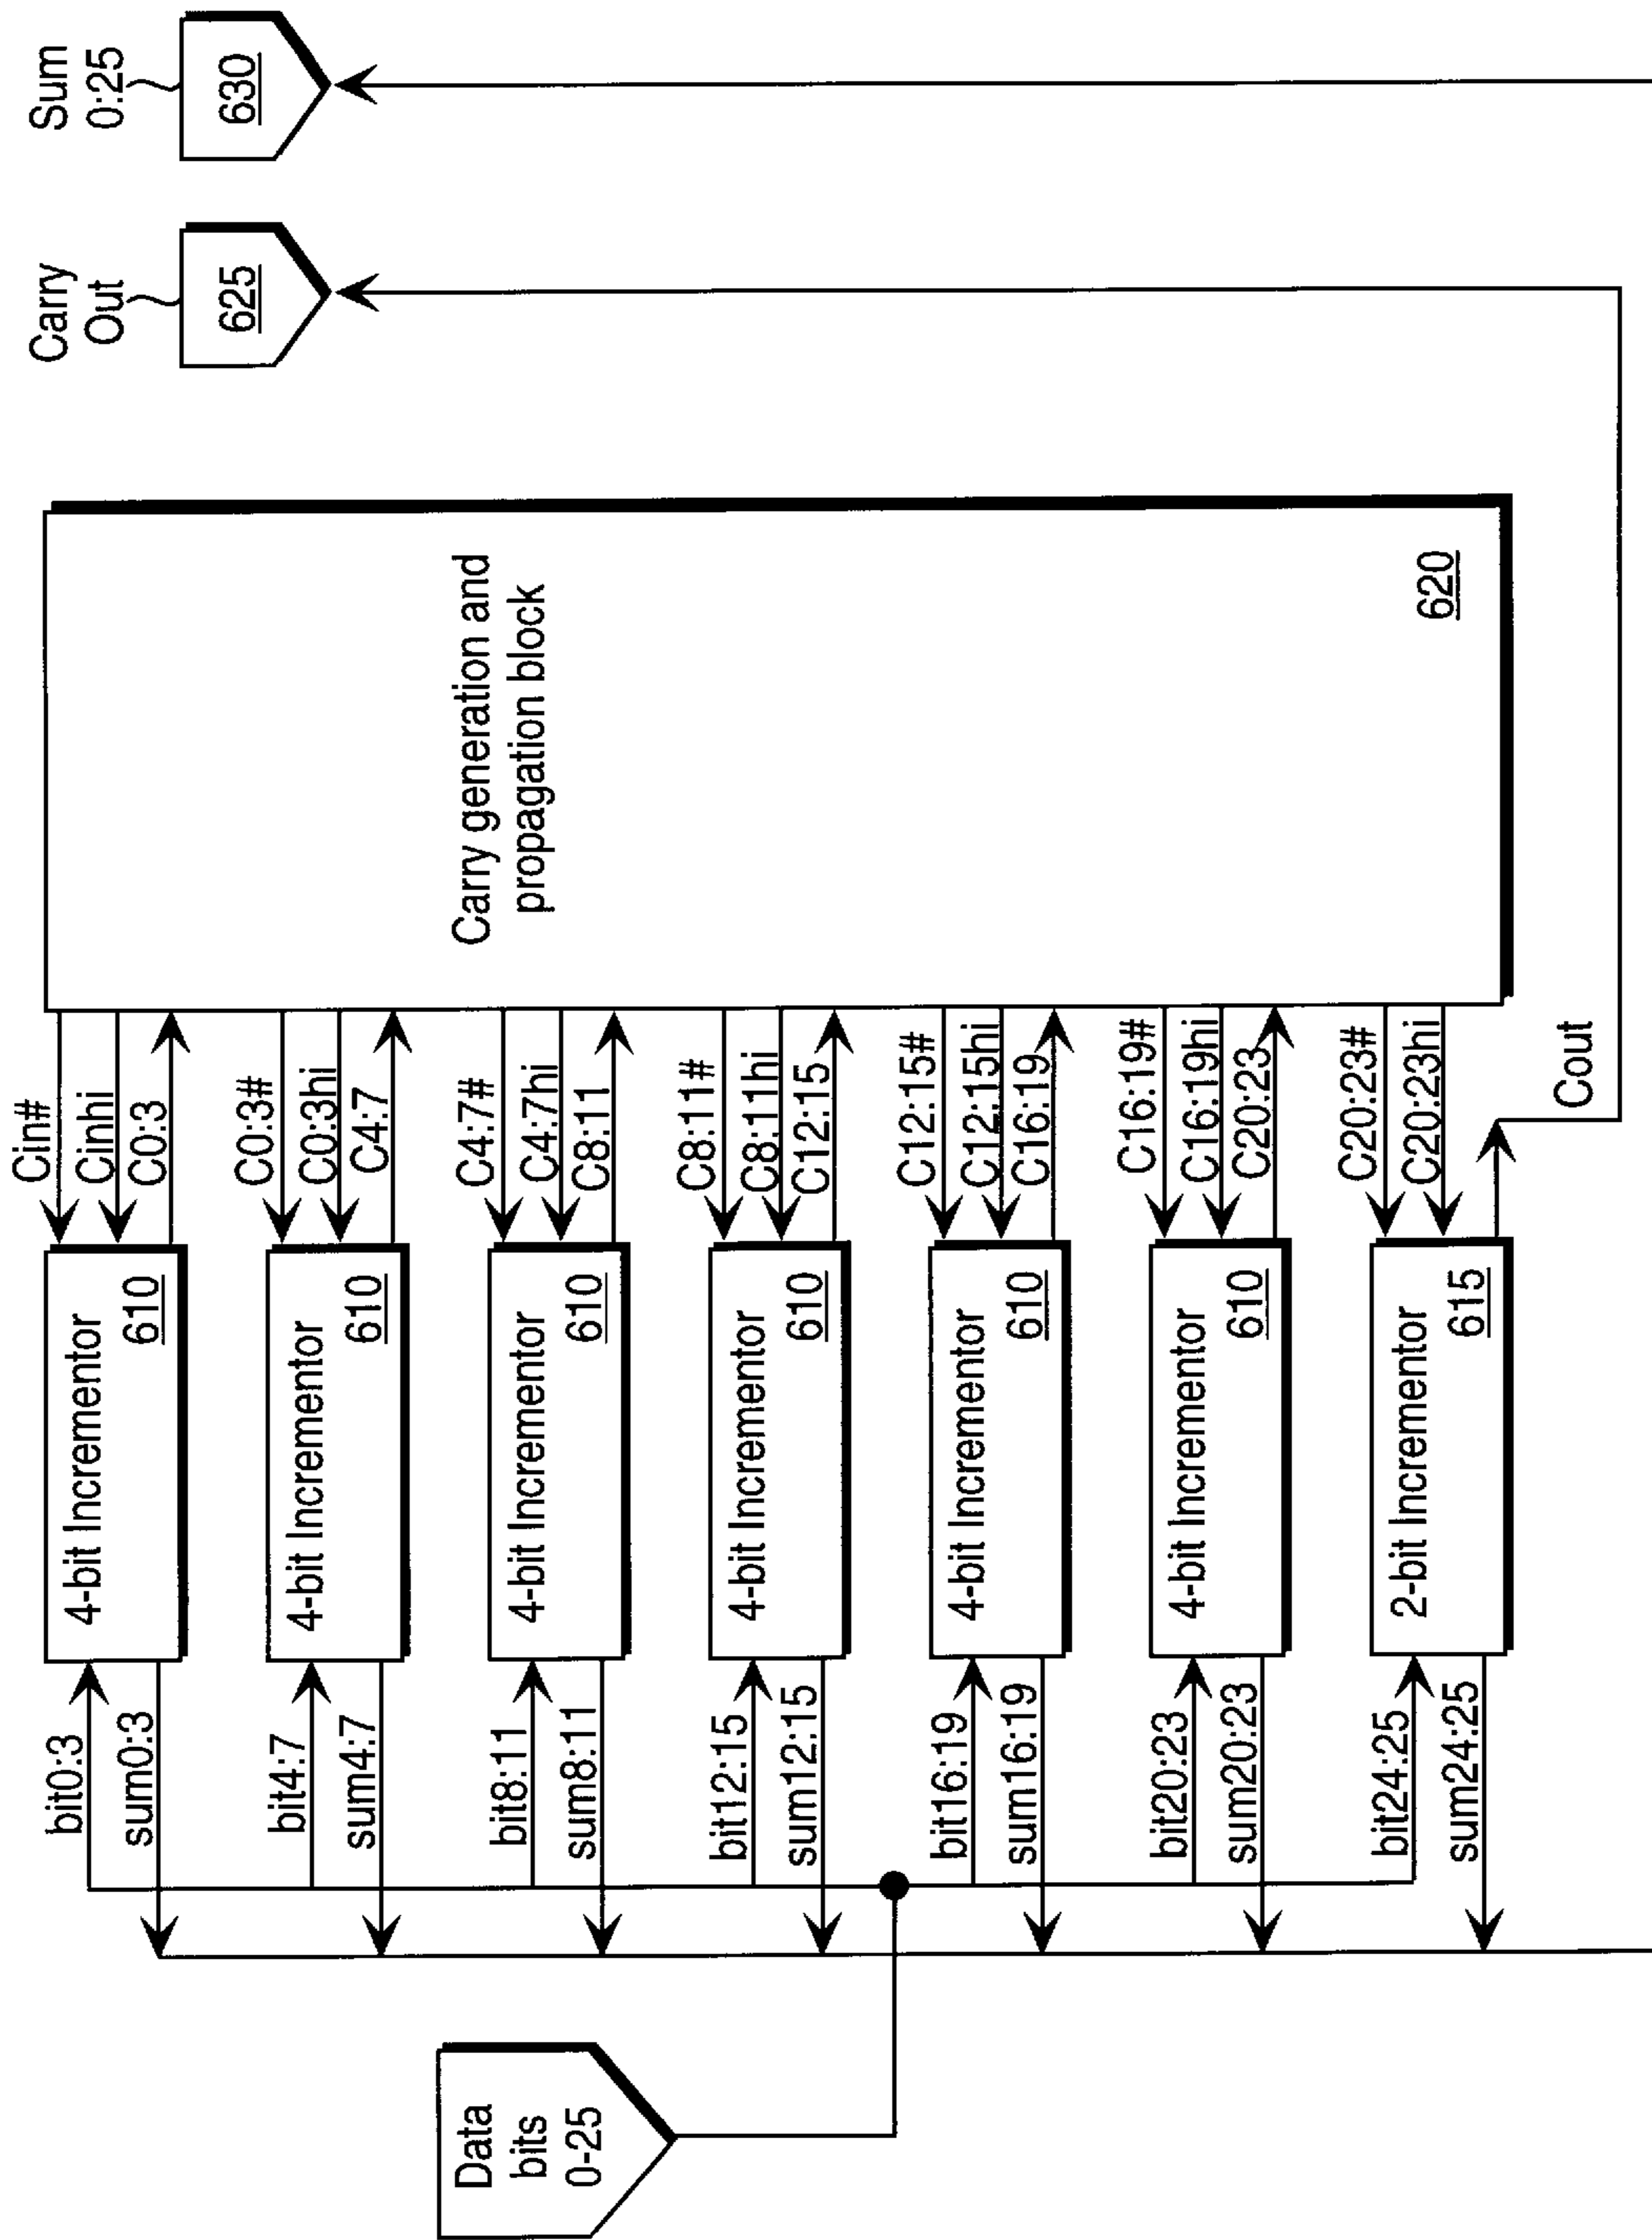 Data
bits
0-25
bit0:3
sum0:3
4-bit Incrementor
610
Cin#
Cinhi
C0:3
bit4:7
sum4:7
4-bit Incrementor
610
C0:3#
C0:3hi
C4:7
bit8:11
sum8:11
4-bit Incrementor
610
C4:7#
C4:7hi
C8:11
bit12:15
sum12:15
4-bit Incrementor
610
C8:11#
C8:11hi
C12:15
bit16:19
sum16:19
4-bit Incrementor
610
C12:15#
C12:15hi
C16:19
bit20:23
sum20:23
4-bit Incrementor
610
C16:19#
C16:19hi
C20:23
bit24:25
sum24:25
2-bit Incrementor
615
C20:23#
C20:23hi
Cout
Carry generation and
propagation block
620
Carry
Out
625
Sum
0:25
630